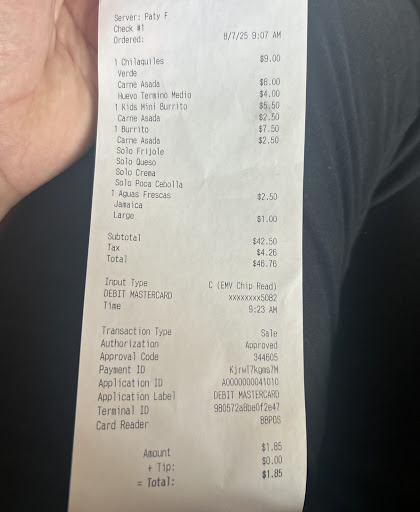 Server: Paty F
Check #1
Ordered: 8/7/25 9:07 AM
1 Chilaquiles $9.00
Verde
Carne Asada $8.00
Huevo Termino Medio $4.00
1 Kids Mini Burrito $5.50
Carne Asada $2.50
1 Burrito $7.50
Carne Asada $2.50
Solo Frijole
Solo Queso
Solo Crema
Solo Poca Cebolla
1 Aguas Frescas $2.50
Jamaica
Large $1.00
Subtotal $42.50
Tax $4.26
Total $46.76
Input Type C (EMV Chip Read)
DEBIT MASTERCARD xxxxxxxx5082
Time 9:23 AM
Transaction Type Sale
Authorization Approved
Approval Code 344605
Payment ID Kjrwl7kgms7M
Application ID A0000000041010
Application Label DEBIT MASTERCARD
Terminal ID 980572a8be0f2e47
Card Reader BBPOS
Amount $1.85
+ Tip: $0.00
= Total: $1.85